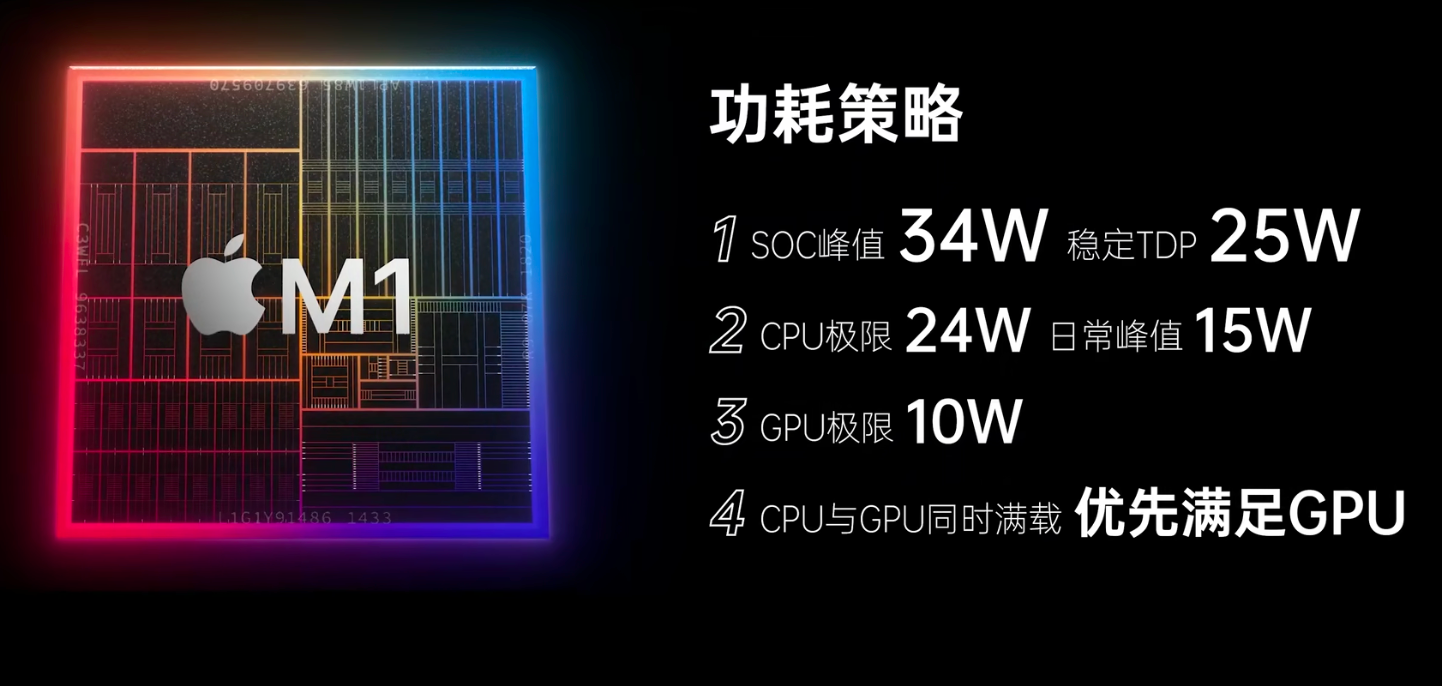 M1
功耗策略
1 SOC峰值 34W 稳定TDP 25W
2 CPU极限 24W 日常峰值 15W
3 GPU极限 10W
4 CPU与GPU同时满载 优先满足GPU
L1G1Y91486 1433